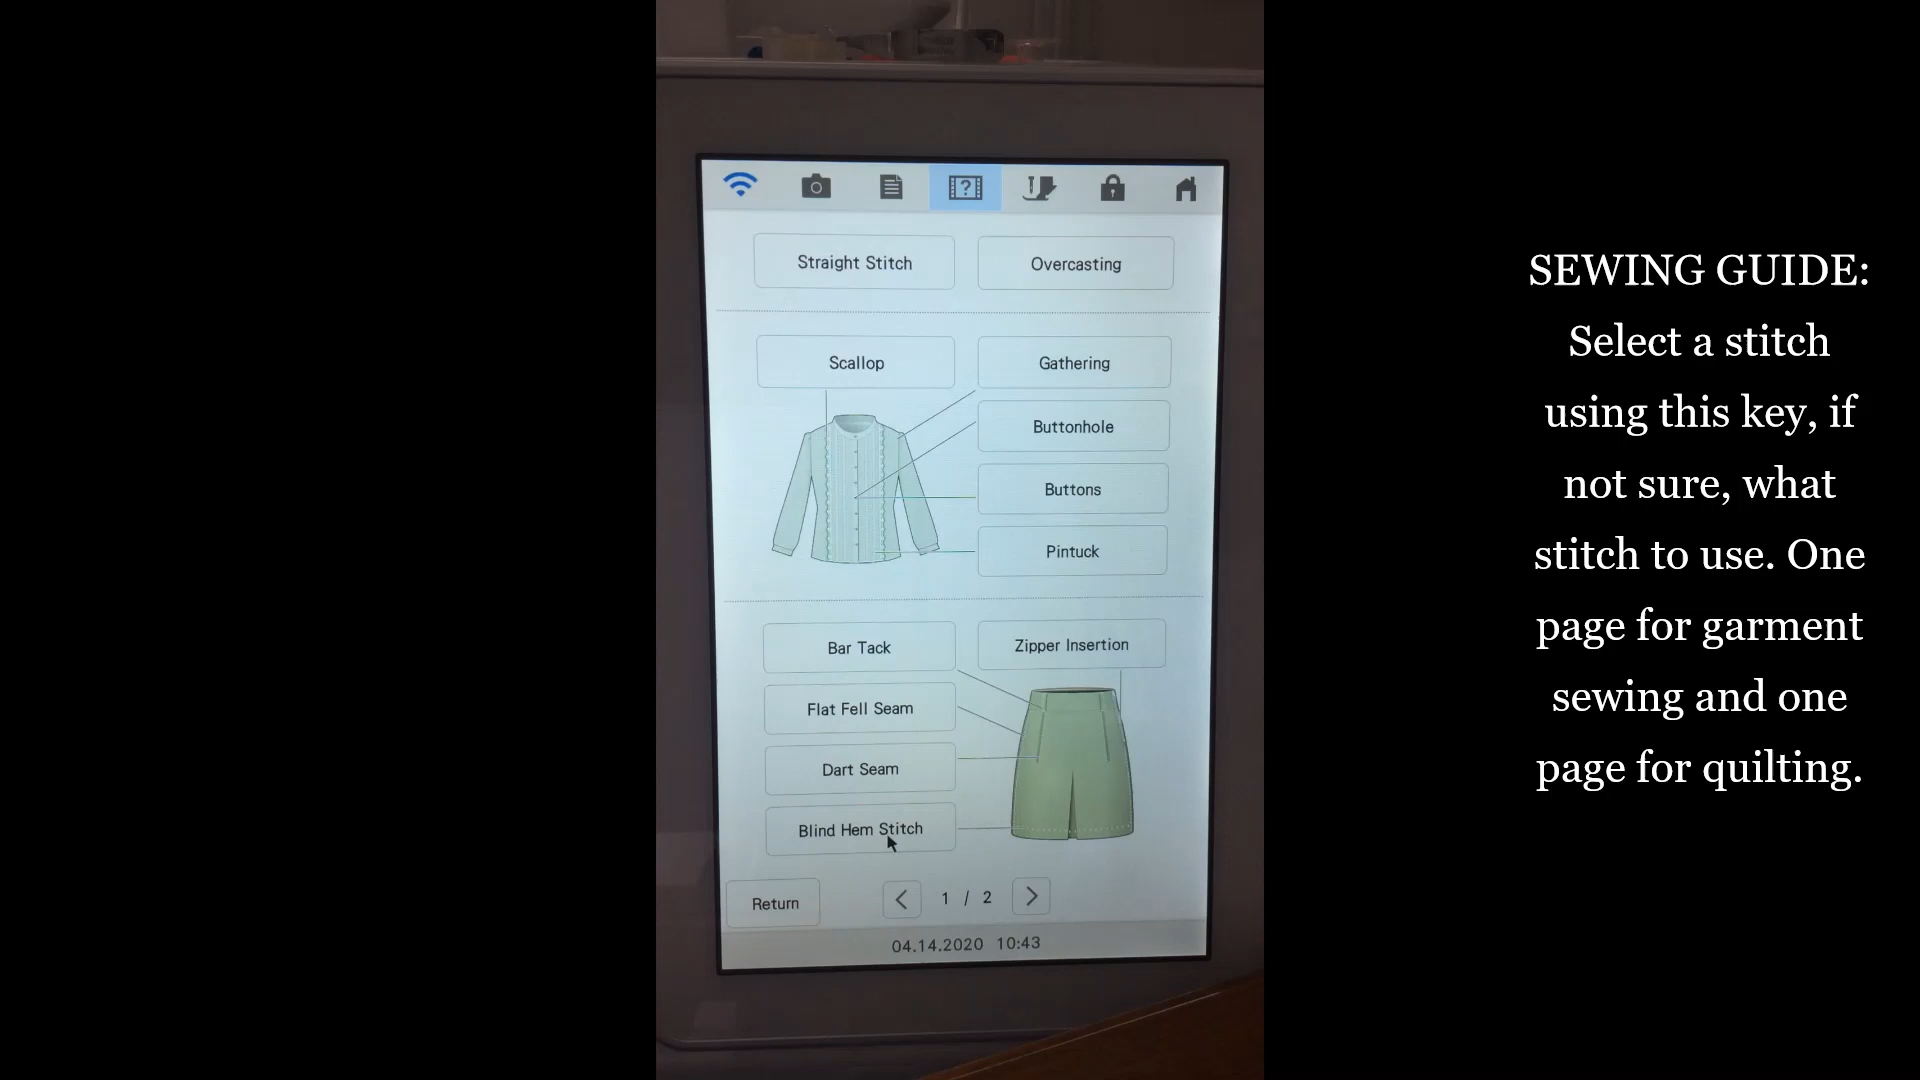 Straight Stitch
Overcasting
Scallop
Gathering
Buttonhole
Buttons
Pintuck
Bar Tack
Zipper Insertion
Flat Fell Seam
Dart Seam
Blind Hem Stitch
Return
1 / 2
04.14.2020 10:43
SEWING GUIDE:
Select a stitch
using this key, if
not sure, what
stitch to use. One
page for garment
sewing and one
page for quilting.